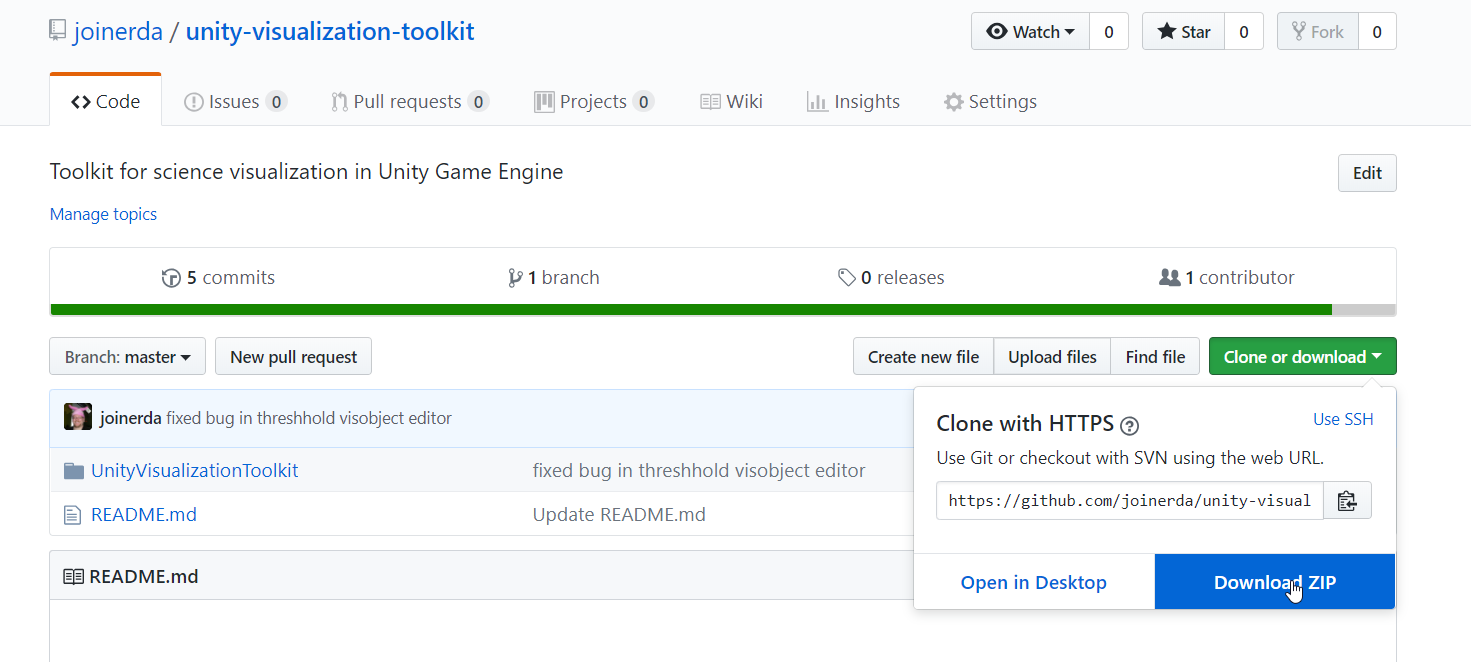 joinerda / unity-visualization-toolkit
Watch 0 Star 0 Fork 0
Code Issues 0 Pull requests 0 Projects 0 Wiki Insights Settings
Toolkit for science visualization in Unity Game Engine
Edit
Manage topics
5 commits 1 branch 0 releases 1 contributor
Branch: master New pull request Create new file Upload files Find file Clone or download
joinerda fixed bug in threshhold visobject editor
UnityVisualizationToolkit fixed bug in threshhold visobject editor
README.md Update README.md
README.md
Clone with HTTPS ? Use SSH
Use Git or checkout with SVN using the web URL.
https://github.com/joinerda/unity-visual
Open in Desktop Download ZIP